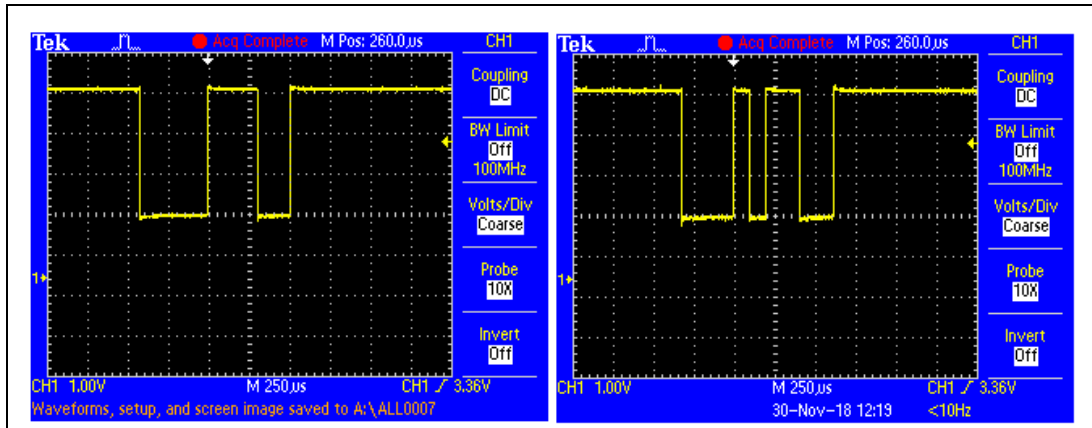 Tek Acq Complete M Pos: 260.0µs CH1
Coupling
DC
BW Limit
Off
100MHz
Volts/Div
Coarse
Probe
10X
Invert
Off
1
CH1 1.00V M 250µs CH1 3.36V
Waveforms, setup, and screen image saved to A:\ALL0007
Tek Acq Complete M Pos: 260.0µs CH1
Coupling
DC
BW Limit
Off
100MHz
Volts/Div
Coarse
Probe
10X
Invert
Off
1
CH1 1.00V M 250µs CH1 3.36V
30-Nov-18 12:19 <10Hz